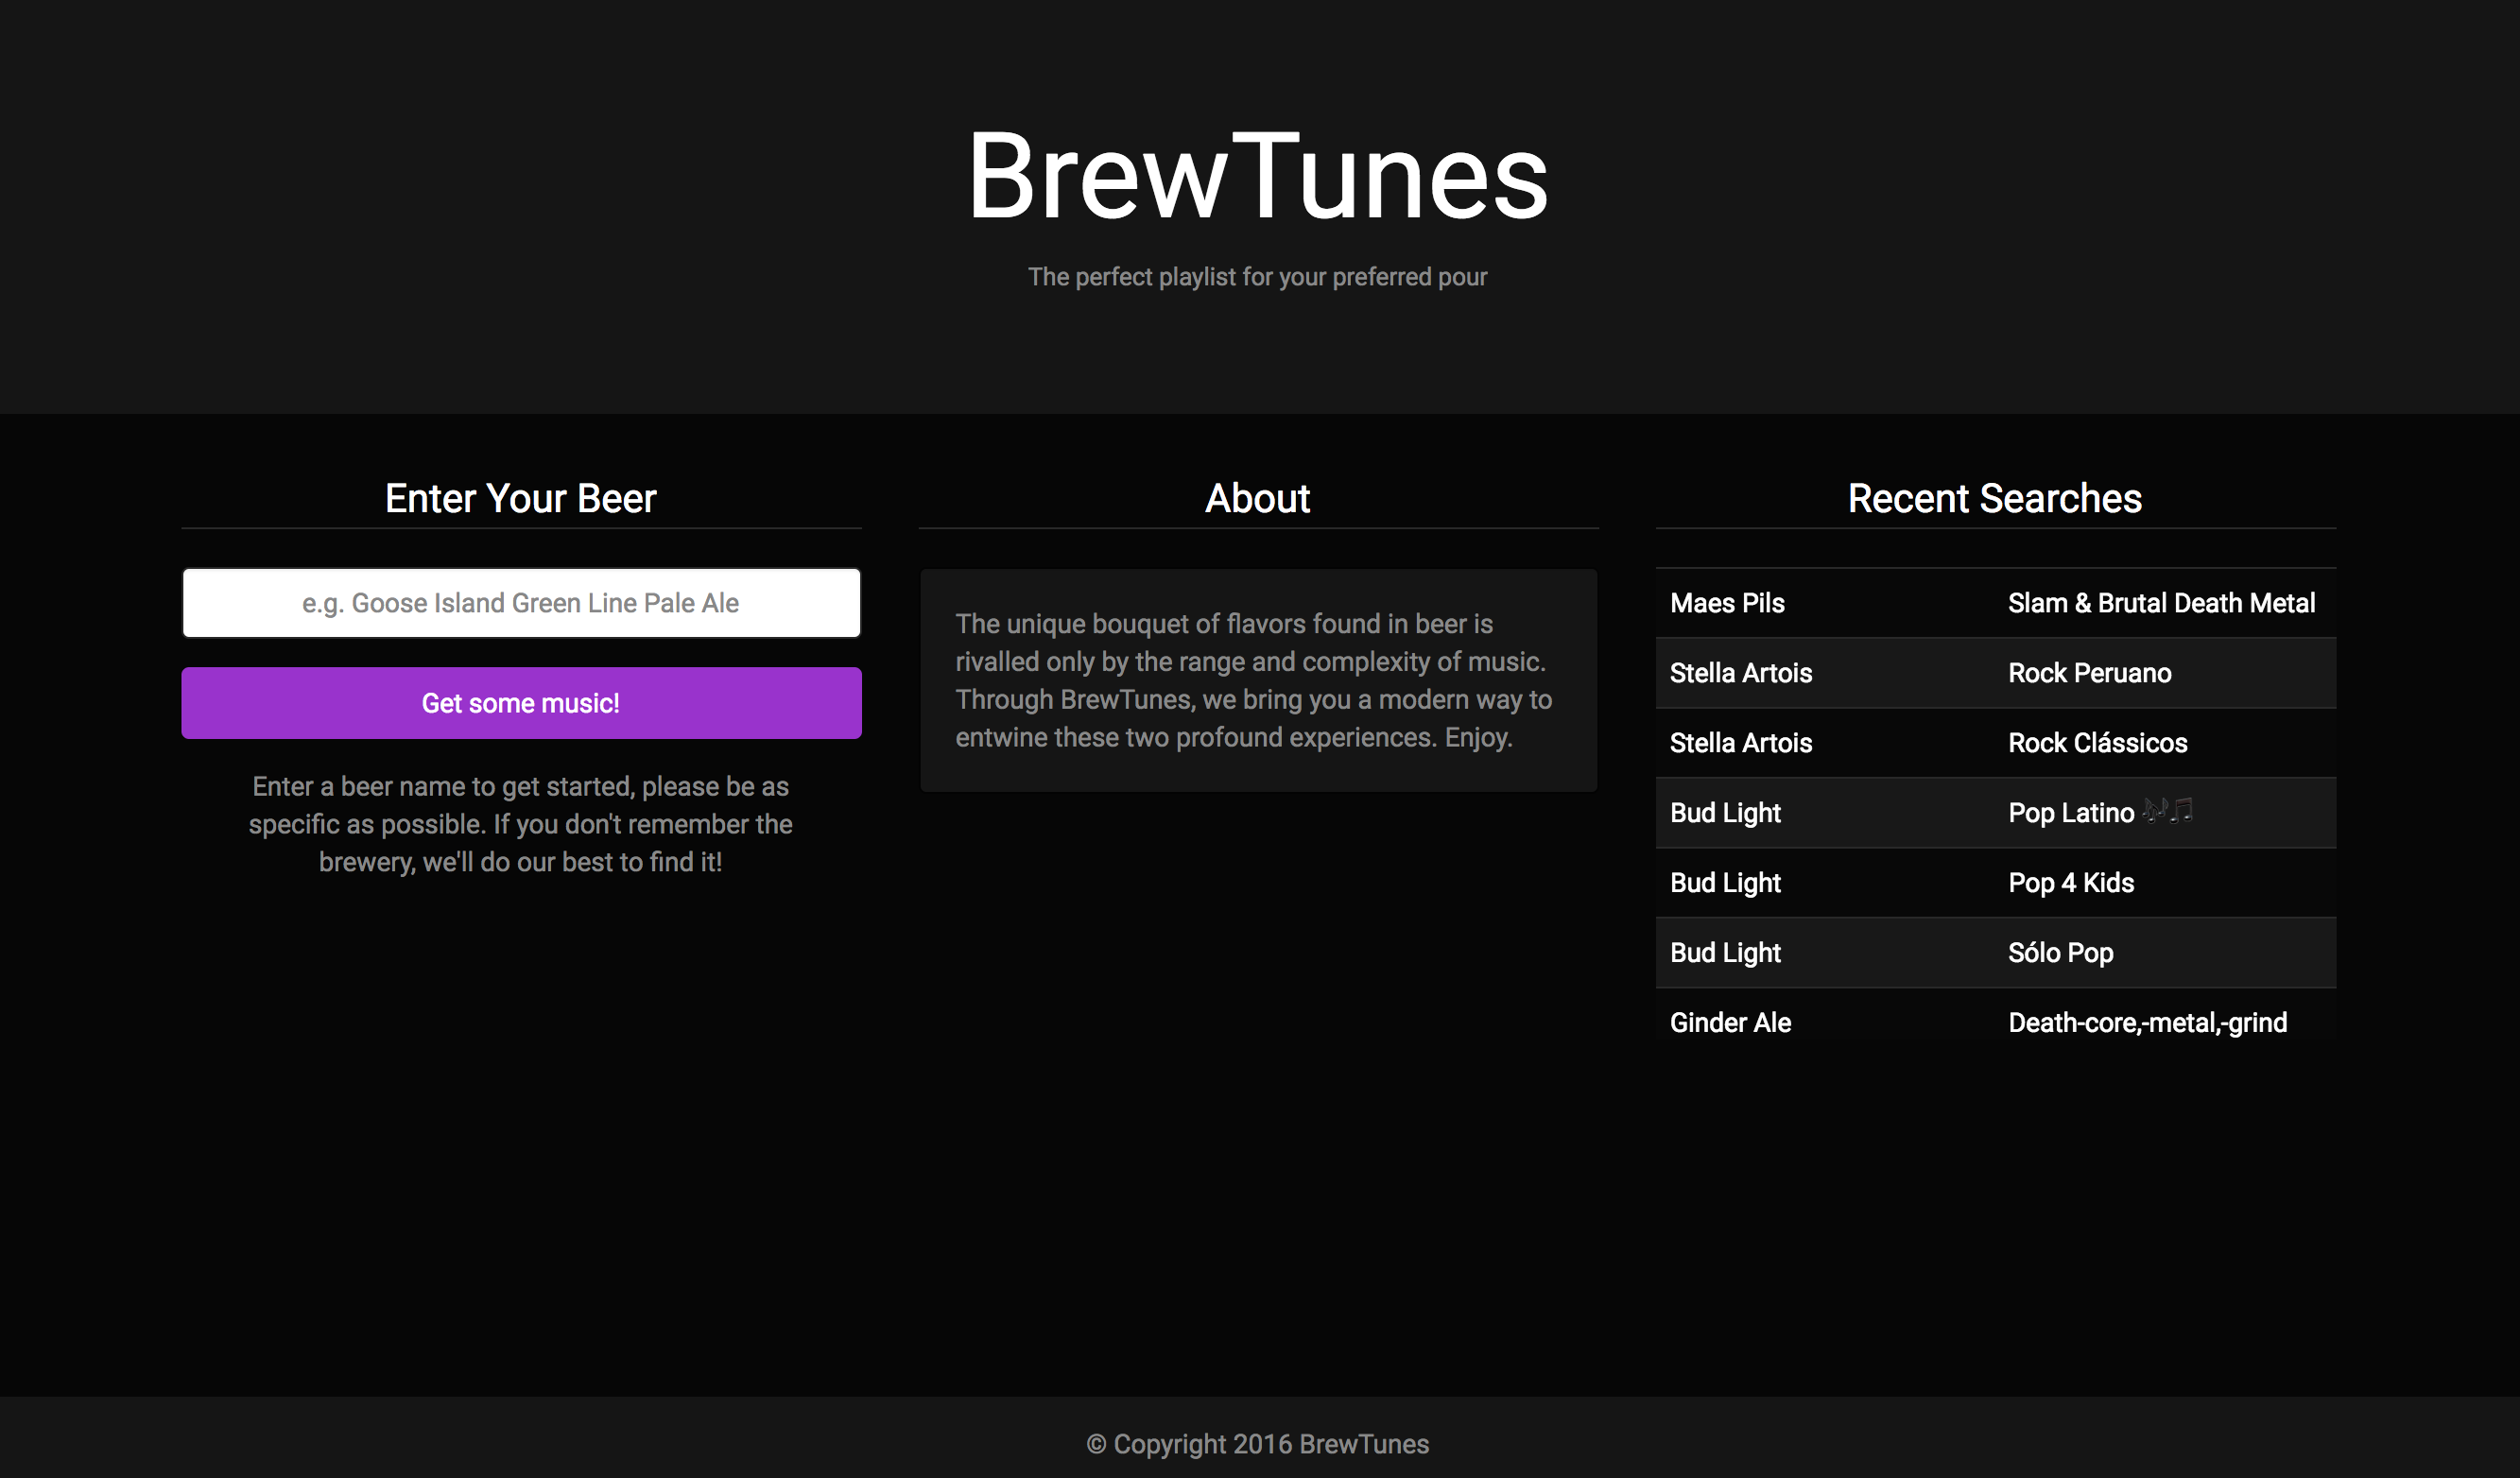 BrewTunes
The perfect playlist for your preferred pour
Enter Your Beer
e.g. Goose Island Green Line Pale Ale
Get some music!
Enter a beer name to get started, please be as
specific as possible. If you don't remember the
brewery, we'll do our best to find it!
About
The unique bouquet of flavors found in beer is
rivalled only by the range and complexity of music.
Through BrewTunes, we bring you a modern way to
entwine these two profound experiences. Enjoy.
Recent Searches
Maes Pils Slam & Brutal Death Metal
Stella Artois Rock Peruano
Stella Artois Rock Clássicos
Bud Light Pop Latino 🎶🎵
Bud Light Pop 4 Kids
Bud Light Sólo Pop
Ginder Ale Death-core,-metal,-grind
© Copyright 2016 BrewTunes